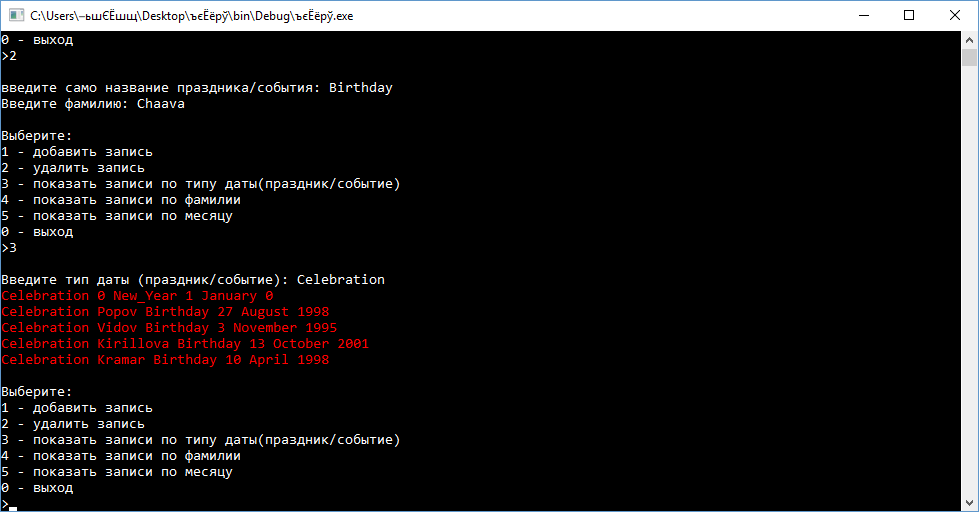 C:\Users\–ьшЄЁшщ\Desktop\ъєЁёрў\bin\Debug\ъєЁёрў.exe
0 - выход
>2
введите само название праздника/события: Birthday
Введите фамилию: Chaava
Выберите:
1 - добавить запись
2 - удалить запись
3 - показать записи по типу даты(праздник/событие)
4 - показать записи по фамилии
5 - показать записи по месяцу
0 - выход
>3
Введите тип даты (праздник/событие): Celebration
Celebration 0 New_Year 1 January 0
Celebration Popov Birthday 27 August 1998
Celebration Vidov Birthday 3 November 1995
Celebration Kirillova Birthday 13 October 2001
Celebration Kramar Birthday 10 April 1998
Выберите:
1 - добавить запись
2 - удалить запись
3 - показать записи по типу даты(праздник/событие)
4 - показать записи по фамилии
5 - показать записи по месяцу
0 - выход
>